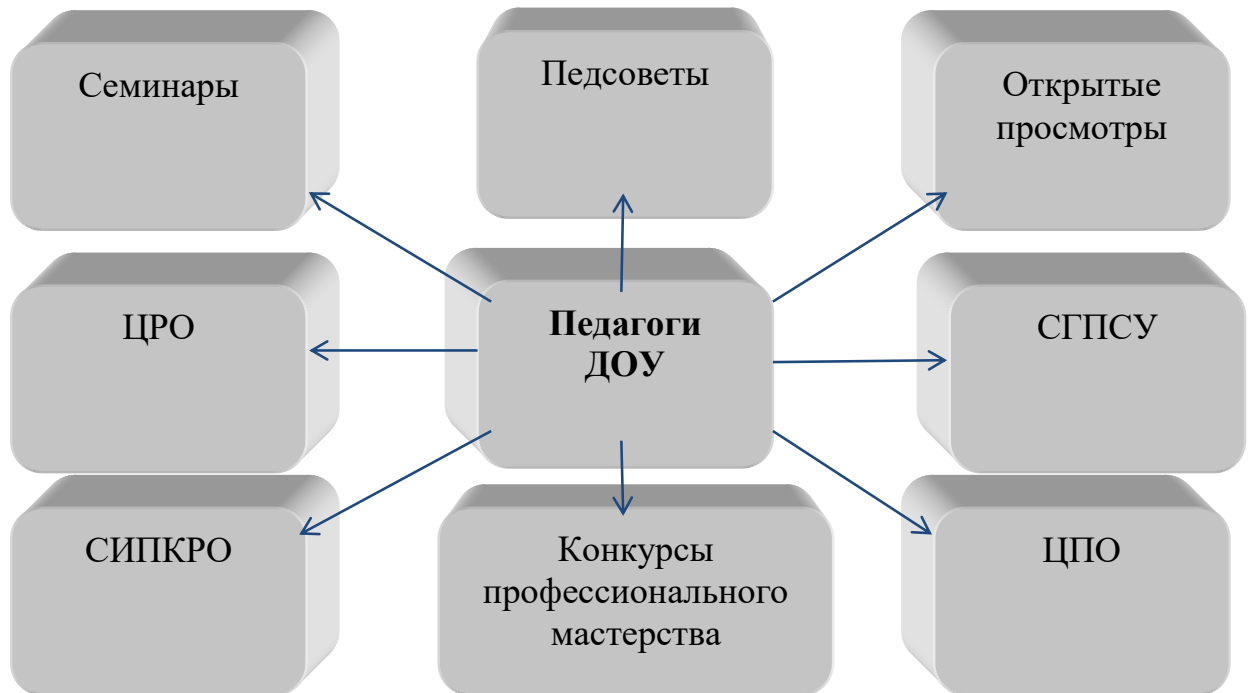 Семинары
Педсоветы
Открытые
просмотры
ЦРО
Педагоги
ДОУ
СГПСУ
СИПКРО
Конкурсы
профессионального
мастерства
ЦПО